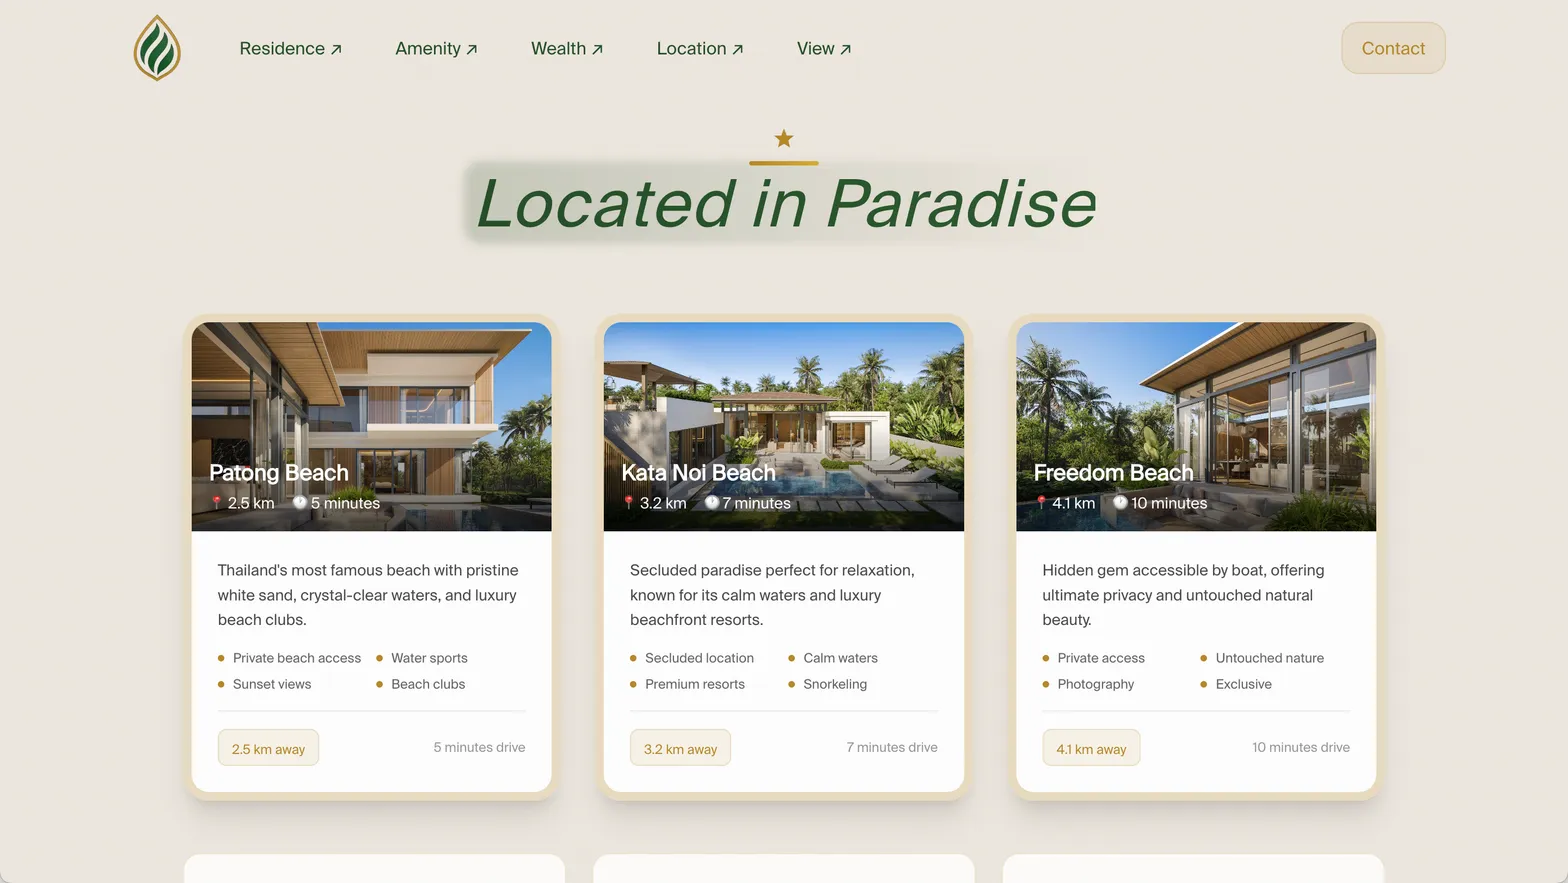 Residence ↗ Amenity ↗ Wealth ↗ Location ↗ View ↗ Contact
Located in Paradise
Patong Beach
2.5 km 5 minutes
Thailand's most famous beach with pristine
white sand, crystal-clear waters, and luxury
beach clubs.
Private beach access Water sports
Sunset views Beach clubs
2.5 km away 5 minutes drive
Kata Noi Beach
3.2 km 7 minutes
Secluded paradise perfect for relaxation,
known for its calm waters and luxury
beachfront resorts.
Secluded location Calm waters
Premium resorts Snorkeling
3.2 km away 7 minutes drive
Freedom Beach
4.1 km 10 minutes
Hidden gem accessible by boat, offering
ultimate privacy and untouched natural
beauty.
Private access Untouched nature
Photography Exclusive
4.1 km away 10 minutes drive